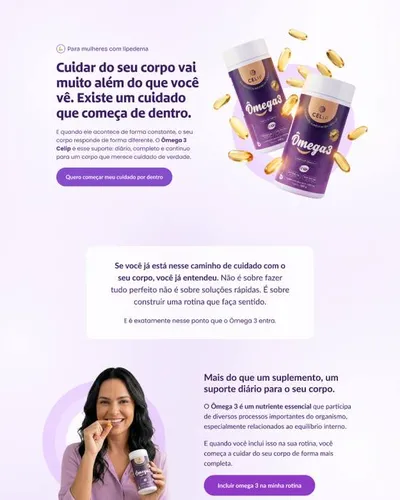 Para mulheres com lipedema
Cuidar do seu corpo vai
muito além do que você
vê. Existe um cuidado
que começa de dentro.
E quando ele acontece de forma constante, o seu
corpo responde de forma diferente. O Ômega 3
Celip é esse suporte: diário, completo e contínuo
para um corpo que merece cuidado de verdade.
Quero começar meu cuidado por dentro
CELIP
Ômega3
CELIP
Ômega3
Se você já está nesse caminho de cuidado com o
seu corpo, você já entendeu. Não é sobre fazer
tudo perfeito não é sobre soluções rápidas. É sobre
construir uma rotina que faça sentido.
E é exatamente nesse ponto que o Ômega 3 entra.
Mais do que um suplemento, um
suporte diário para o seu corpo.
O Ômega 3 é um nutriente essencial que participa
de diversos processos importantes do organismo,
especialmente relacionados ao equilíbrio interno.
E quando você inclui isso na sua rotina, você
começa a cuidar do seu corpo de forma mais
completa.
Incluir omega 3 na minha rotina